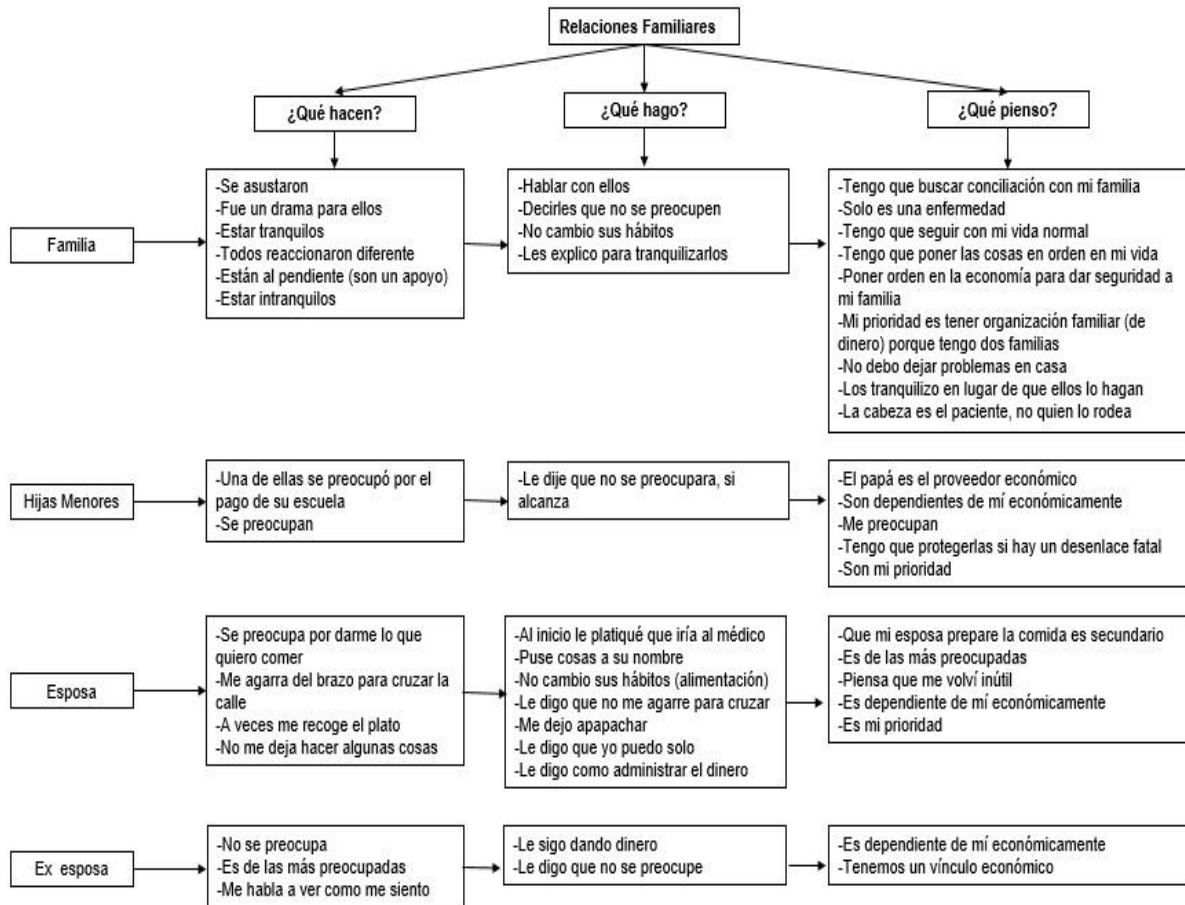 Relaciones Familiares
¿Qué hacen?
¿Qué hago?
¿Qué pienso?
Familia
-Se asustaron
-Fue un drama para ellos
-Estar tranquilos
-Todos reaccionaron diferente
-Están al pendiente (son un apoyo)
-Estar intranquilos
-Hablar con ellos
-Decirles que no se preocupen
-No cambio sus hábitos
-Les explico para tranquilizarlos
-Tengo que buscar conciliación con mi familia
-Solo es una enfermedad
-Tengo que seguir con mi vida normal
-Tengo que poner las cosas en orden en mi vida
-Poner orden en la economía para dar seguridad a
mi familia
-Mi prioridad es tener organización familiar (de
dinero) porque tengo dos familias
-No debo dejar problemas en casa
-Los tranquilizo en lugar de que ellos lo hagan
-La cabeza es el paciente, no quien lo rodea
Hijas Menores
-Una de ellas se preocupó por el
pago de su escuela
-Se preocupan
-Le dije que no se preocupara, si
alcanza
-El papá es el proveedor económico
-Son dependientes de mí económicamente
-Me preocupan
-Tengo que protegerlas si hay un desenlace fatal
-Son mi prioridad
Esposa
-Se preocupa por darme lo que
quiero comer
-Me agarra del brazo para cruzar la
calle
-A veces me recoge el plato
-No me deja hacer algunas cosas
-Al inicio le platiqué que iría al médico
-Puse cosas a su nombre
-No cambio sus hábitos (alimentación)
-Le digo que no me agarre para cruzar
-Me dejo apapachar
-Le digo que yo puedo solo
-Le digo como administrar el dinero
-Que mi esposa prepare la comida es secundario
-Es de las más preocupadas
-Piensa que me volví inútil
-Es dependiente de mí económicamente
-Es mi prioridad
Ex esposa
-No se preocupa
-Es de las más preocupadas
-Me habla a ver como me siento
-Le sigo dando dinero
-Le digo que no se preocupe
-Es dependiente de mí económicamente
-Tenemos un vínculo económico